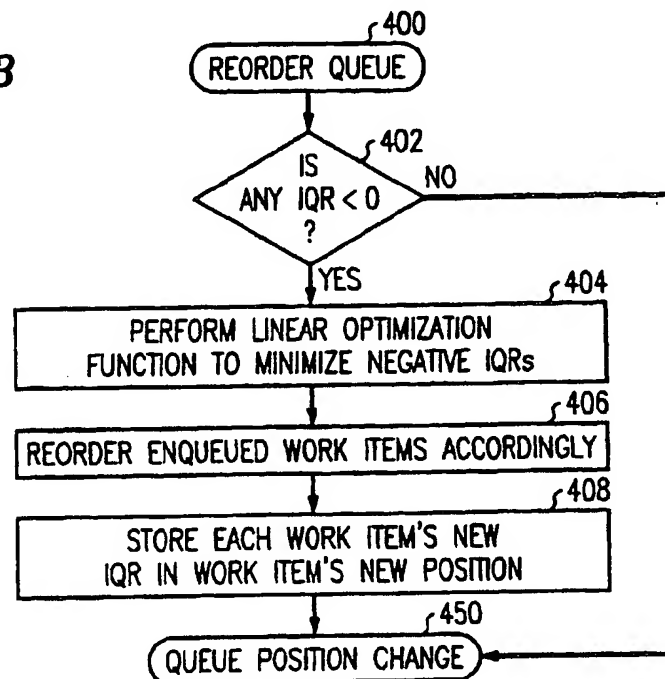 B
400
REORDER QUEUE
402
IS
ANY IQR < 0
?
NO
YES
404
PERFORM LINEAR OPTIMIZATION
FUNCTION TO MINIMIZE NEGATIVE IQRs
406
REORDER ENQUEUED WORK ITEMS ACCORDINGLY
408
STORE EACH WORK ITEM'S NEW
IQR IN WORK ITEM'S NEW POSITION
450
QUEUE POSITION CHANGE